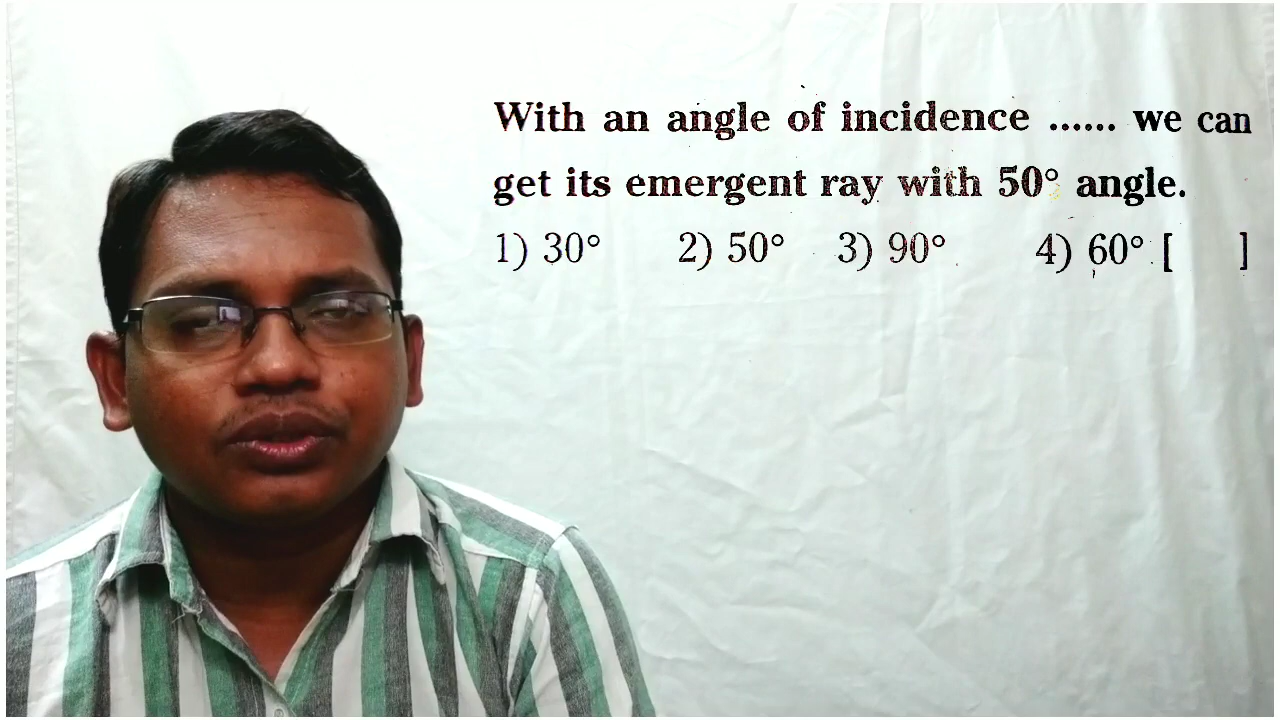 With an angle of incidence ...... we can
get its emergent ray with 50° angle.
1) 30° 2) 50° 3) 90° 4) 60° [ ]